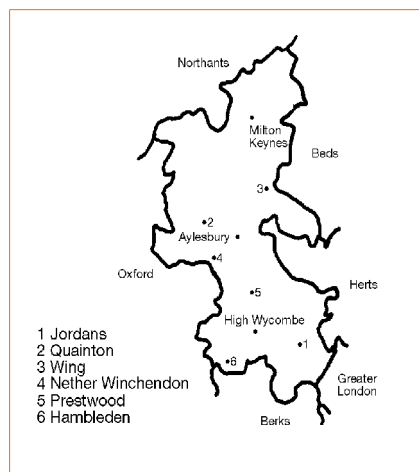 Northants
Milton
Keynes
Beds
3
2
Aylesbury
4
Oxford
Herts
5
High Wycombe
1
6
Greater
London
Berks
1 Jordans
2 Quainton
3 Wing
4 Nether Winchendon
5 Prestwood
6 Hambleden